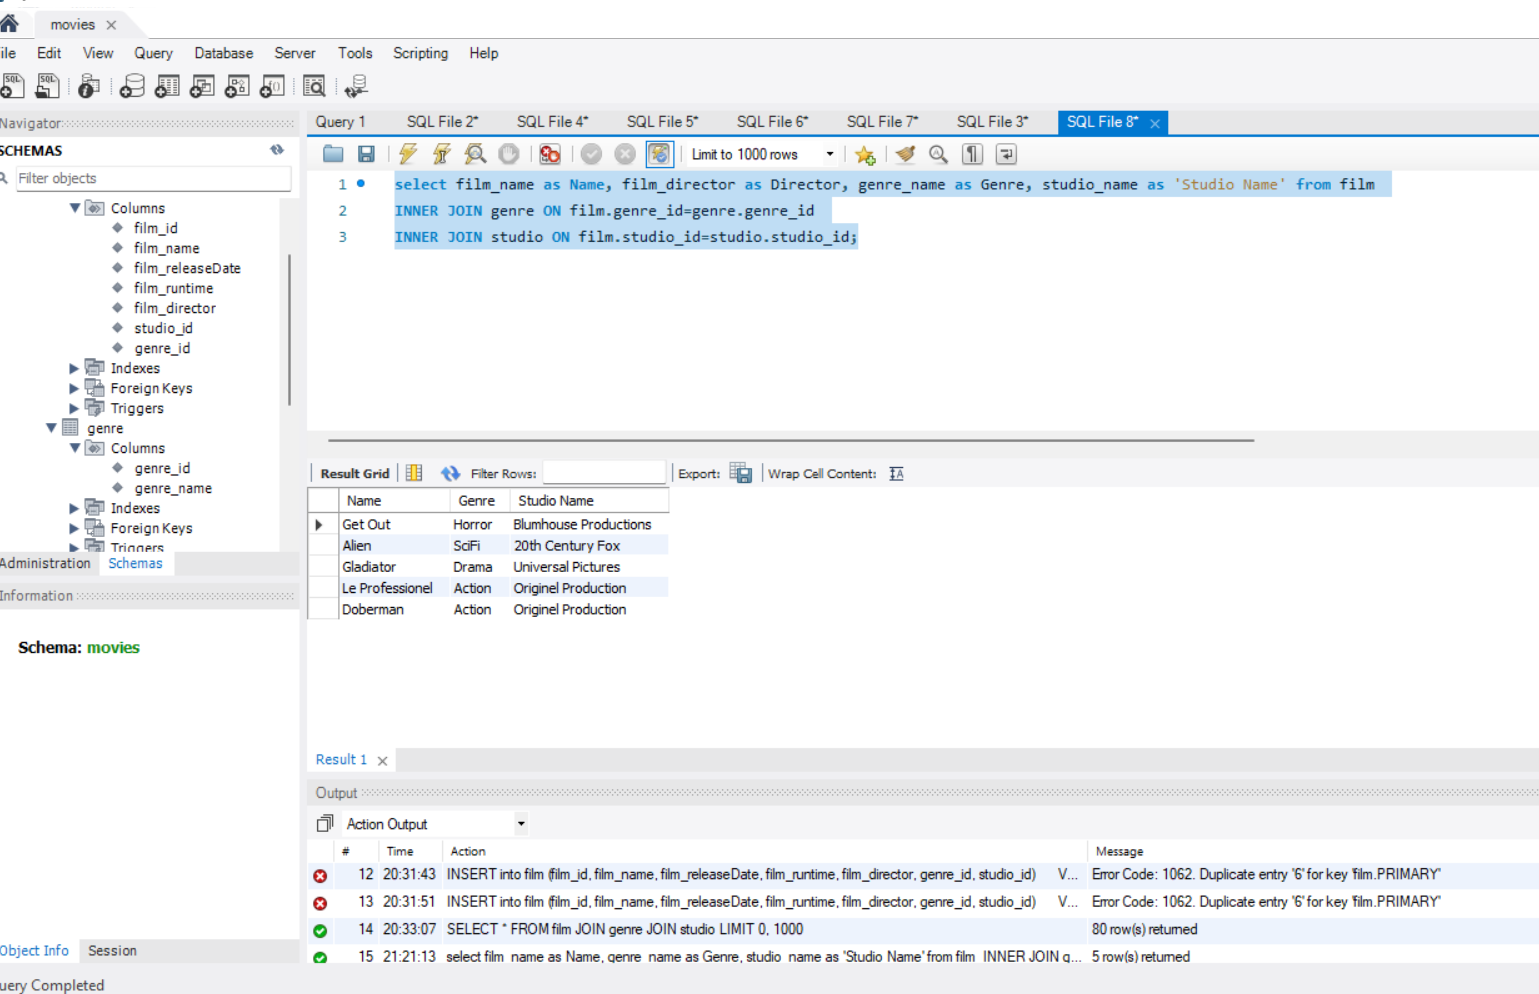 movies
ile Edit View Query Database Server Tools Scripting Help
Navigator
SCHEMAS
Filter objects
Columns
film_id
film_name
film_releaseDate
film_runtime
film_director
studio_id
genre_id
Indexes
Foreign Keys
Triggers
genre
Columns
genre_id
genre_name
Indexes
Foreign Keys
Triggers
Administration Schemas
Information
Schema: movies
Object Info Session
uery Completed
Query 1 SQL File 2* SQL File 4* SQL File 5* SQL File 6* SQL File 7* SQL File 3* SQL File 8*
Limit to 1000 rows
1 select film_name as Name, film_director as Director, genre_name as Genre, studio_name as 'Studio Name' from film
2 INNER JOIN genre ON film.genre_id=genre.genre_id
3 INNER JOIN studio ON film.studio_id=studio.studio_id;
Result Grid Filter Rows: Export: Wrap Cell Content:
Name Genre Studio Name
Get Out Horror Blumhouse Productions
Alien SciFi 20th Century Fox
Gladiator Drama Universal Pictures
Le Professionel Action Originel Production
Doberman Action Originel Production
Result 1
Output
Action Output
# Time Action Message
12 20:31:43 INSERT into film (film_id, film_name, film_releaseDate, film_runtime, film_director, genre_id, studio_id) V... Error Code: 1062. Duplicate entry '6' for key 'film.PRIMARY'
13 20:31:51 INSERT into film (film_id, film_name, film_releaseDate, film_runtime, film_director, genre_id, studio_id) V... Error Code: 1062. Duplicate entry '6' for key 'film.PRIMARY'
14 20:33:07 SELECT * FROM film JOIN genre JOIN studio LIMIT 0, 1000 80 row(s) returned
15 21:21:13 select film_name as Name, genre_name as Genre, studio_name as 'Studio Name' from film INNER JOIN g... 5 row(s) returned